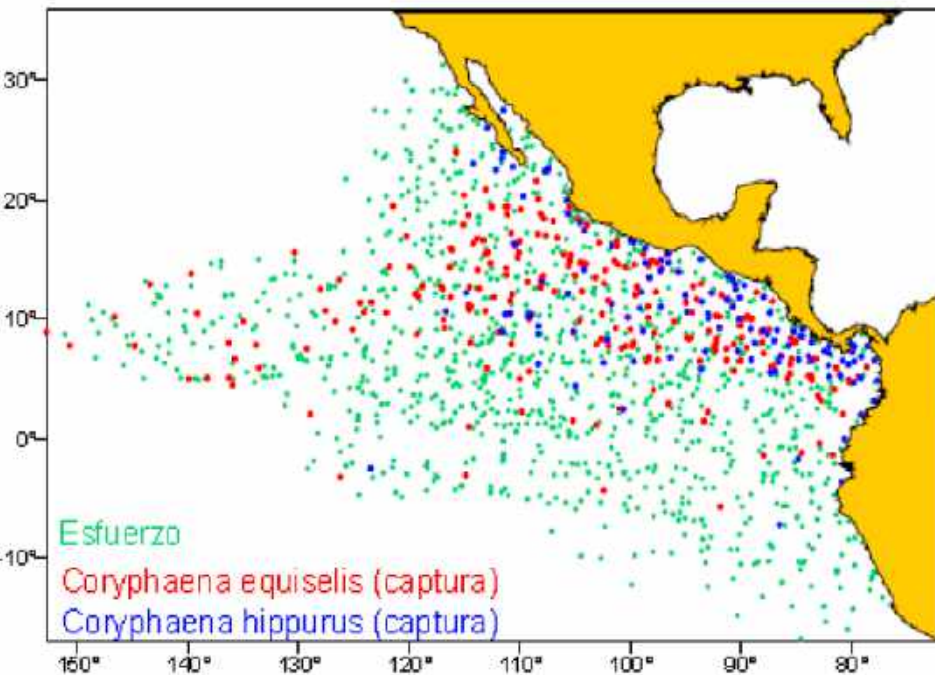 30°
20°
10°
0°
-10°
Esfuerzo
Coryphaena equiselis (captura)
Coryphaena hippurus (captura)
150° 140° 130° 120° 110° 100° 90° 80°